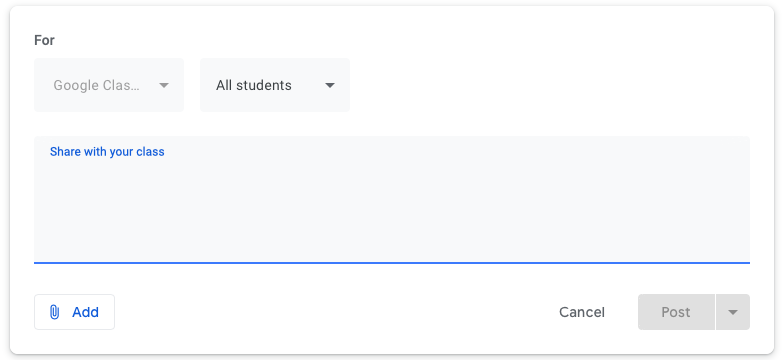 For
Google Clas... All students
Share with your class
Add Cancel Post